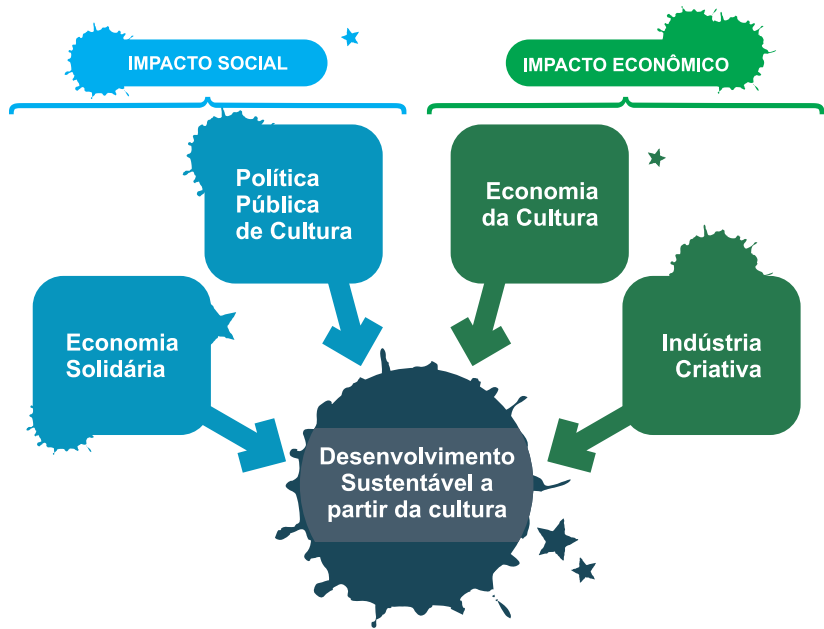 IMPACTO SOCIAL
IMPACTO ECONÔMICO
Política
Pública
de Cultura
Economia
da Cultura
Economia
Solidária
Indústria
Criativa
Desenvolvimento
Sustentável a
partir da cultura